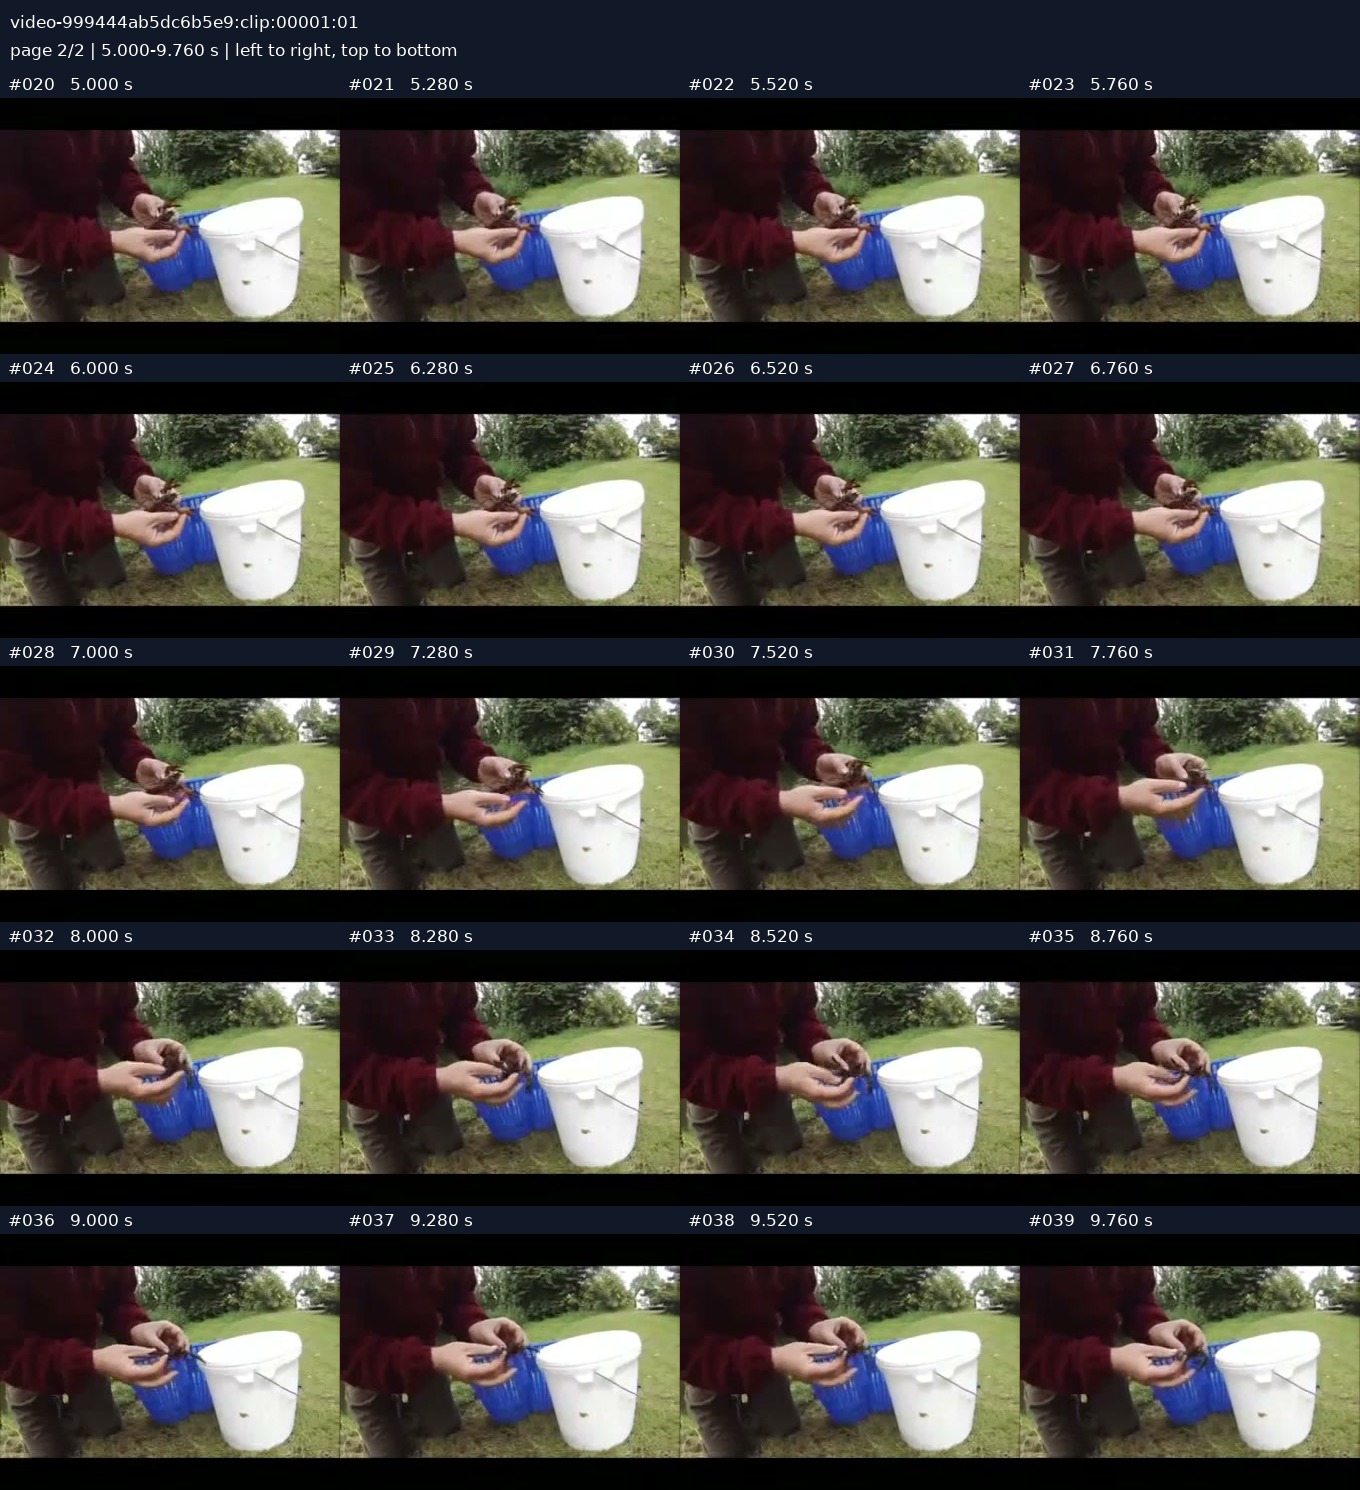 video-999444ab5dc6b5e9:clip:00001:01
page 2/2 | 5.000-9.760 s | left to right, top to bottom
#020 5.000 s
#021 5.280 s
#022 5.520 s
#023 5.760 s
#024 6.000 s
#025 6.280 s
#026 6.520 s
#027 6.760 s
#028 7.000 s
#029 7.280 s
#030 7.520 s
#031 7.760 s
#032 8.000 s
#033 8.280 s
#034 8.520 s
#035 8.760 s
#036 9.000 s
#037 9.280 s
#038 9.520 s
#039 9.760 s